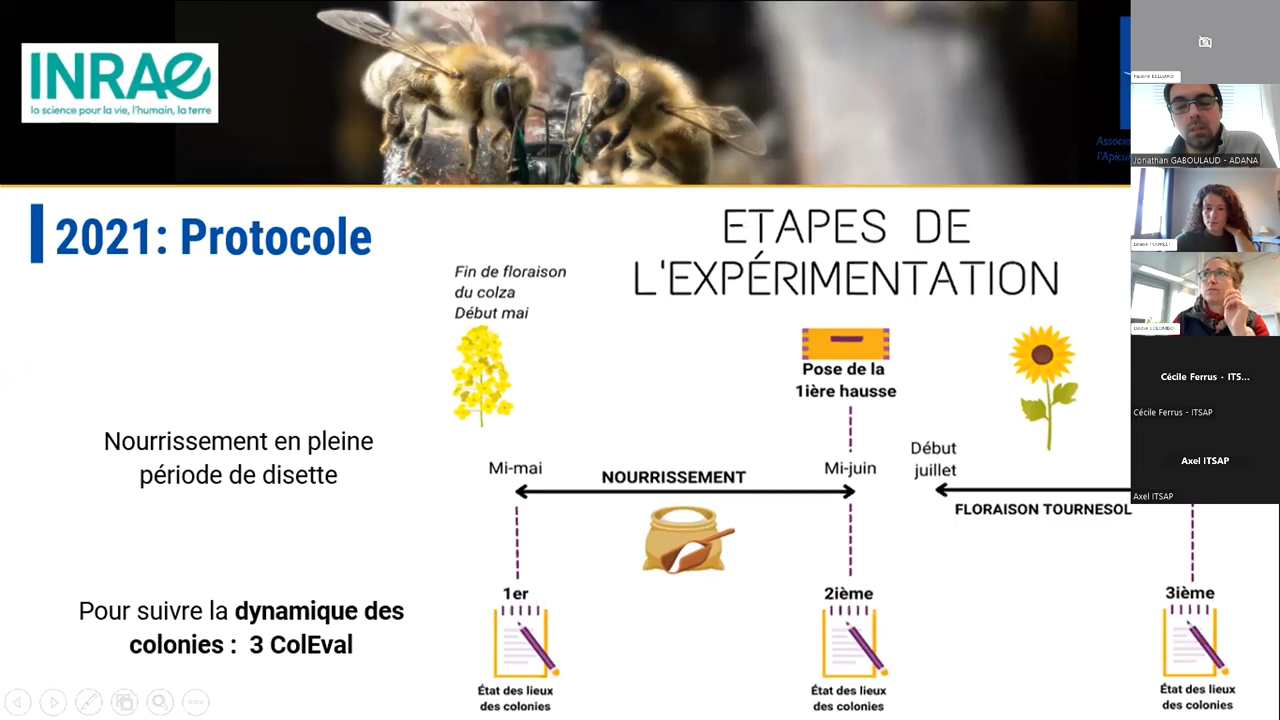 INRAE
la science pour la vie, l'humain, la terre
2021: Protocole
ETAPES DE
L'EXPÉRIMENTATION
Fin de floraison
du colza
Début mai
Pose de la
1ière hausse
Nourrissement en pleine
période de disette
Mi-mai
NOURRISSEMENT
Mi-juin
Début
juillet
FLORAISON TOURNESOL
Pour suivre la dynamique des
colonies : 3 ColEval
1er
État des lieux
des colonies
2ième
État des lieux
des colonies
3ième
État des lieux
des colonies
Jonathan GABOULAUD - ADANA
Cécile Ferrus - ITS...
Cécile Ferrus - ITSAP
Axel ITSAP
Axel ITSAP